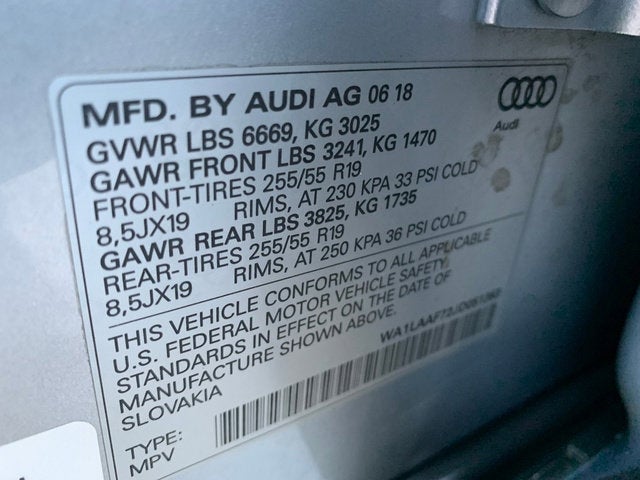 MFD. BY AUDI AG 06 18
Audi
GVWR LBS 6669, KG 3025
GAWR FRONT LBS 3241, KG 1470
FRONT-TIRES 255/55 R19
8,5JX19 RIMS, AT 230 KPA 33 PSI COLD
GAWR REAR LBS 3825, KG 1735
REAR-TIRES 255/55 R19
8,5JX19 RIMS, AT 250 KPA 36 PSI COLD
THIS VEHICLE CONFORMS TO ALL APPLICABLE
U.S. FEDERAL MOTOR VEHICLE SAFETY
STANDARDS IN EFFECT ON THE DATE OF
MANUFACTURE SHOWN ABOVE.
SLOVAKIA
TYPE:
MPV